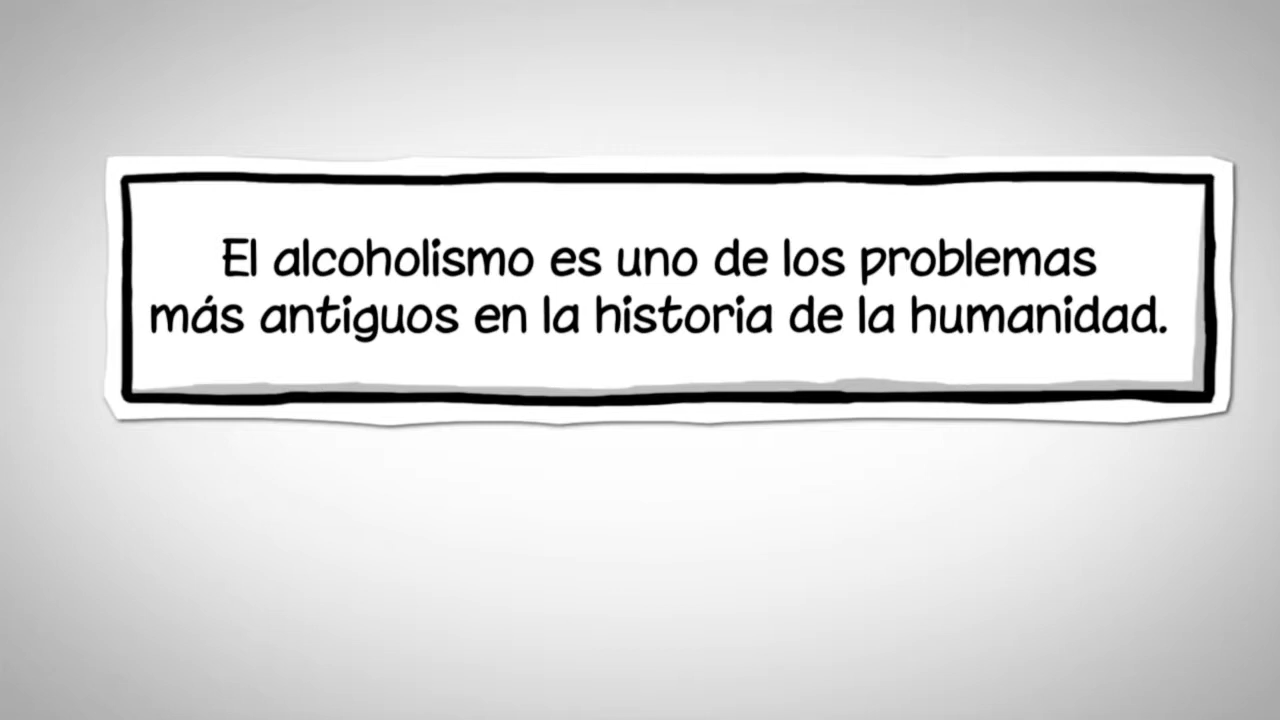 El alcoholismo es uno de los problemas
más antiguos en la historia de la humanidad.